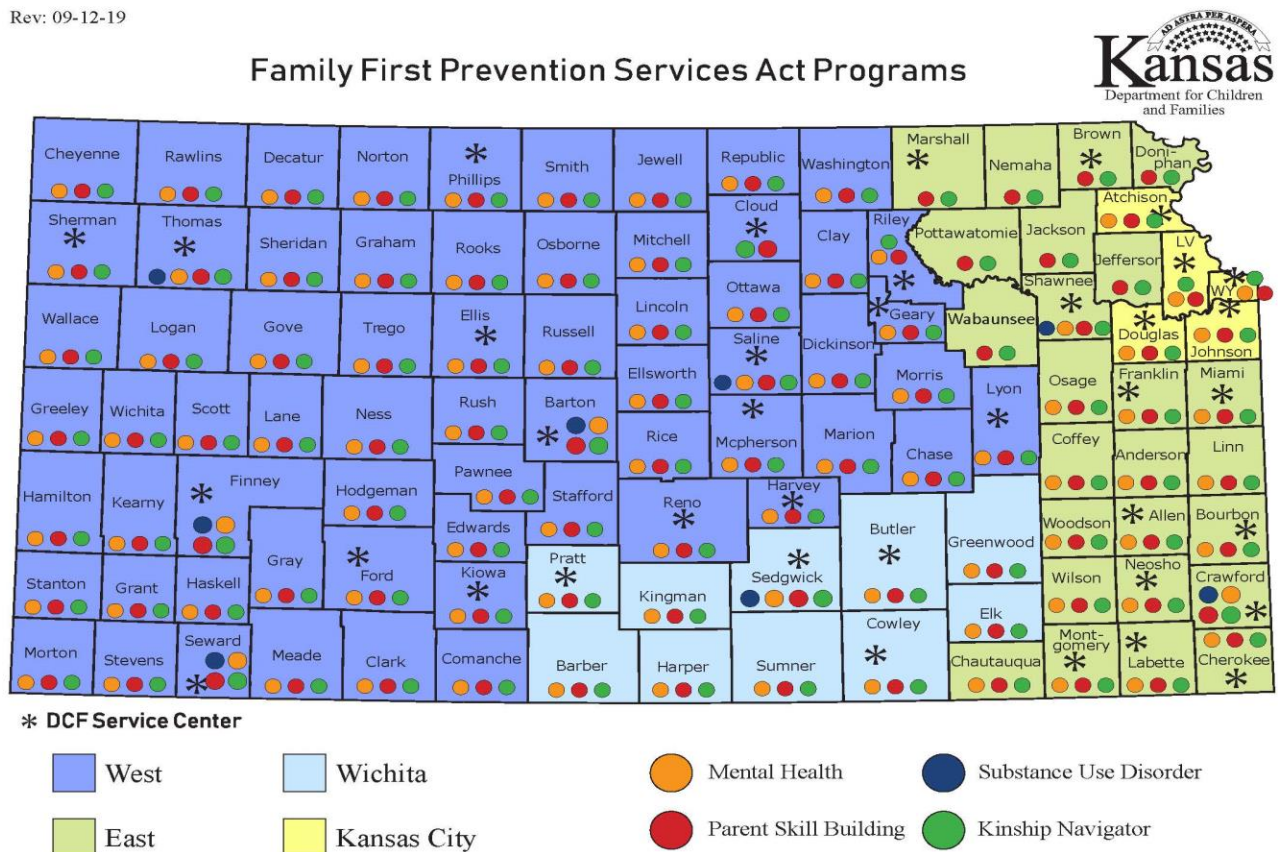 Rev: 09-12-19
AD ASTRA PER ASPERA
Kansas
Department for Children
and Families
Family First Prevention Services Act Programs
Cheyenne
Rawlins
Decatur
Norton
Phillips
Smith
Jewell
Republic
Washington
Marshall
Nemaha
Brown
Doni-
phan
Sherman
Thomas
Sheridan
Graham
Rooks
Osborne
Mitchell
Cloud
Clay
Riley
Pottawatomie
Jackson
Atchison
Jefferson
LV
WY
Wallace
Logan
Gove
Trego
Ellis
Russell
Lincoln
Ottawa
Saline
Dickinson
Geary
Wabaunsee
Shawnee
Douglas
Johnson
Greeley
Wichita
Scott
Lane
Ness
Rush
Barton
Ellsworth
Rice
Mcpherson
Marion
Morris
Chase
Lyon
Osage
Franklin
Miami
Coffey
Anderson
Linn
Hamilton
Kearny
Finney
Hodgeman
Pawnee
Stafford
Edwards
Reno
Harvey
Butler
Greenwood
Woodson
Allen
Bourbon
Stanton
Grant
Haskell
Gray
Ford
Kiowa
Pratt
Kingman
Sedgwick
Elk
Wilson
Neosho
Crawford
Morton
Stevens
Seward
Meade
Clark
Comanche
Barber
Harper
Sumner
Cowley
Chautauqua
Mont-
gomery
Labette
Cherokee
* DCF Service Center
West
Wichita
Mental Health
Substance Use Disorder
East
Kansas City
Parent Skill Building
Kinship Navigator